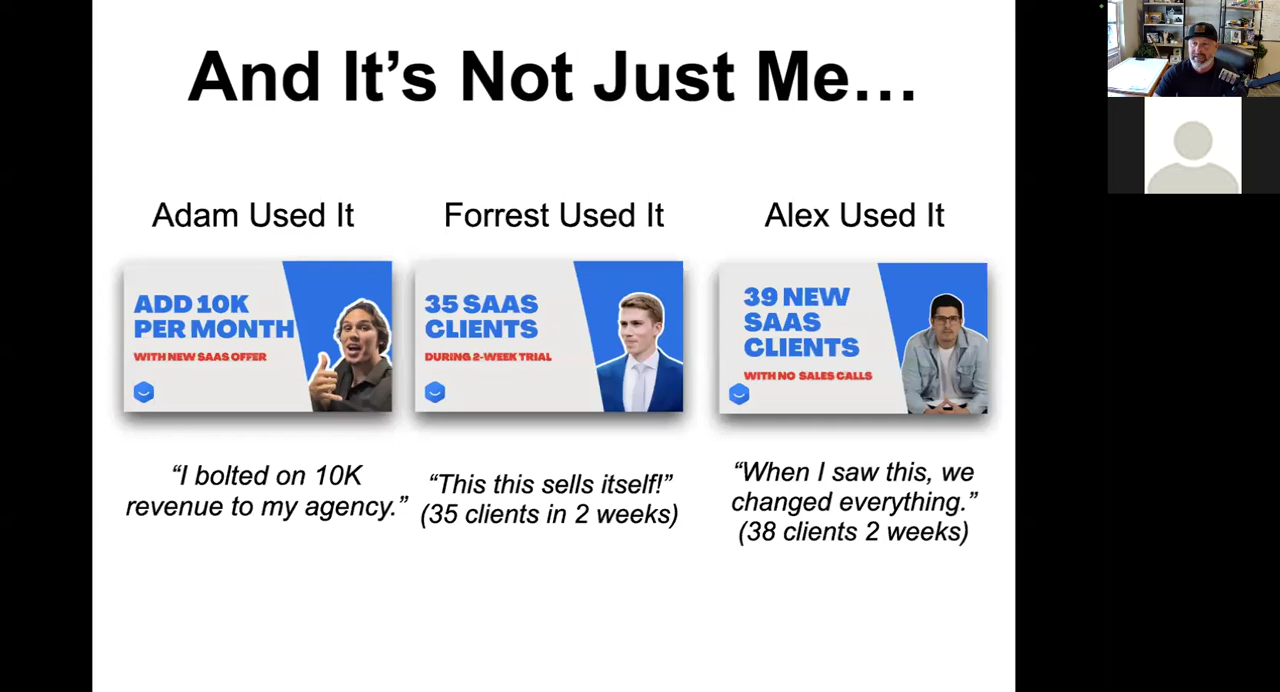 And It’s Not Just Me…
Adam Used It
Forrest Used It
Alex Used It
ADD 10K
PER MONTH
WITH NEW SAAS OFFER
35 SAAS
CLIENTS
DURING 2-WEEK TRIAL
39 NEW
SAAS
CLIENTS
WITH NO SALES CALLS
“I bolted on 10K
revenue to my agency.”
“This this sells itself!”
(35 clients in 2 weeks)
“When I saw this, we
changed everything.”
(38 clients 2 weeks)